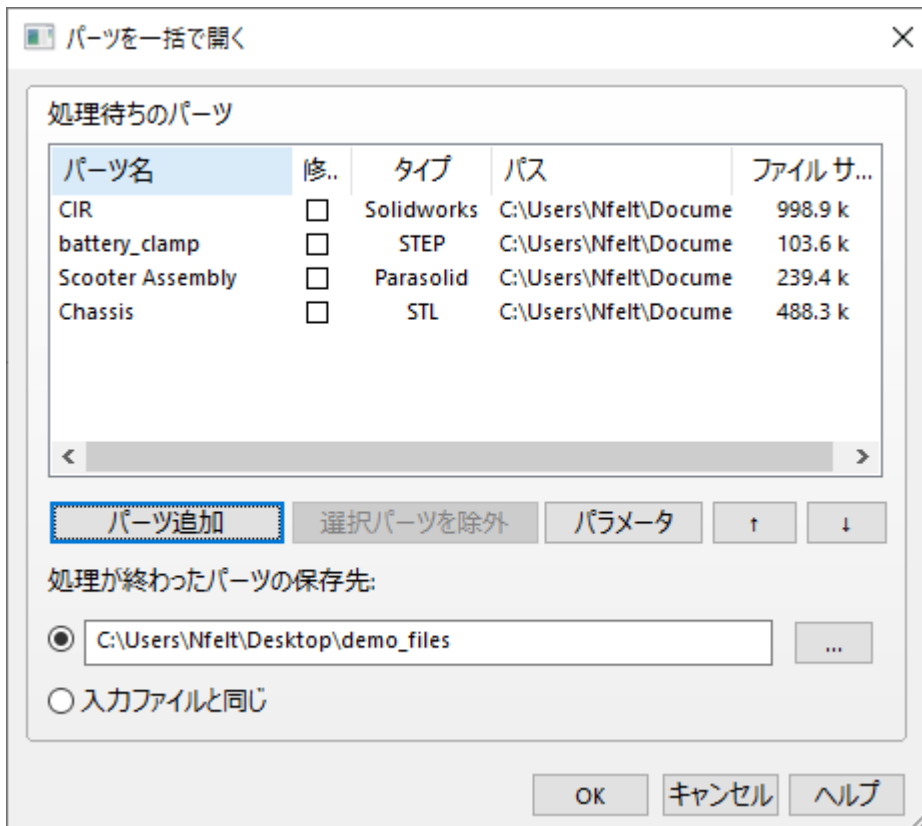 パーツを一括で開く
処理待ちのパーツ
パーツ名 修.. タイプ パス ファイル サ...
CIR Solidworks C:\Users\Nfelt\Docume 998.9 k
battery_clamp STEP C:\Users\Nfelt\Docume 103.6 k
Scooter Assembly Parasolid C:\Users\Nfelt\Docume 239.4 k
Chassis STL C:\Users\Nfelt\Docume 488.3 k
パーツ追加 選択パーツを除外 パラメータ ↑ ↓
処理が終わったパーツの保存先:
C:\Users\Nfelt\Desktop\demo_files ...
入力ファイルと同じ
OK キャンセル ヘルプ